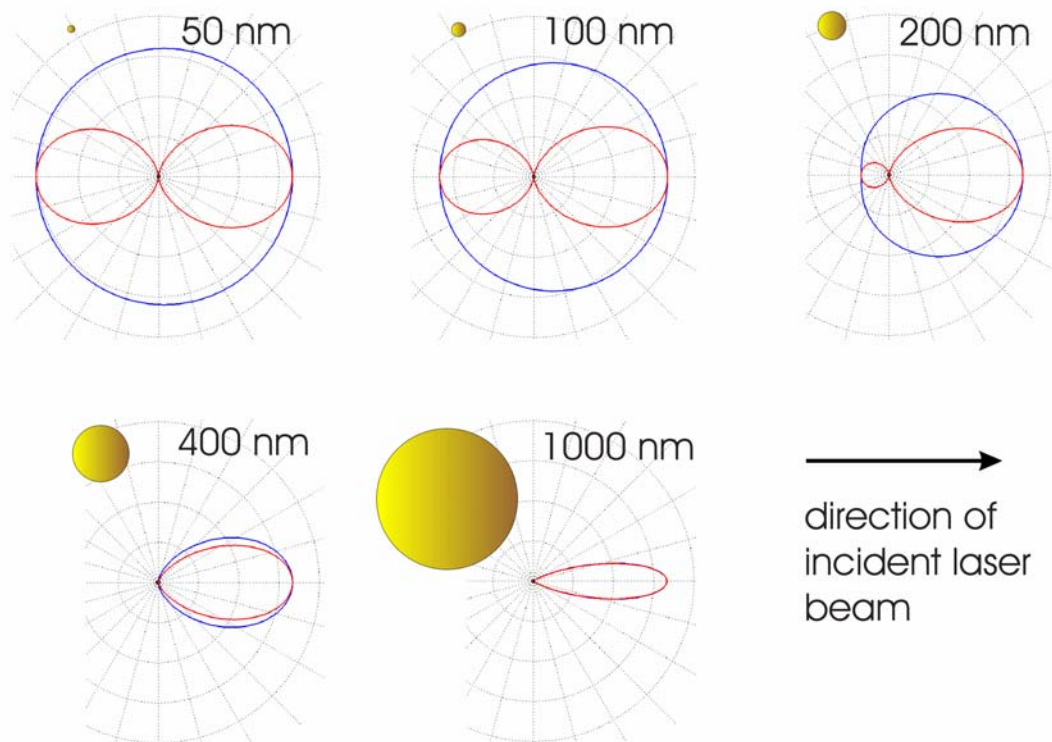 50 nm
100 nm
200 nm
400 nm
1000 nm
direction of
incident laser
beam